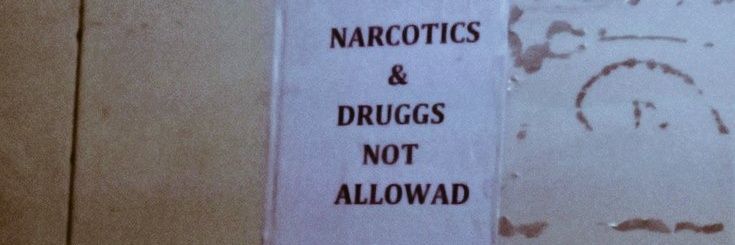 NARCOTICS
&
DRUGGS
NOT
ALLOWAD